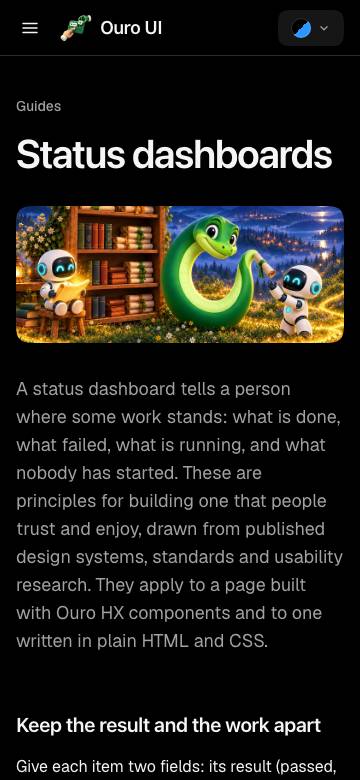 Ouro UI
Guides
Status dashboards
A status dashboard tells a person
where some work stands: what is done,
what failed, what is running, and what
nobody has started. These are
principles for building one that people
trust and enjoy, drawn from published
design systems, standards and usability
research. They apply to a page built
with Ouro HX components and to one
written in plain HTML and CSS.
Keep the result and the work apart
Give each item two fields: its result (passed,